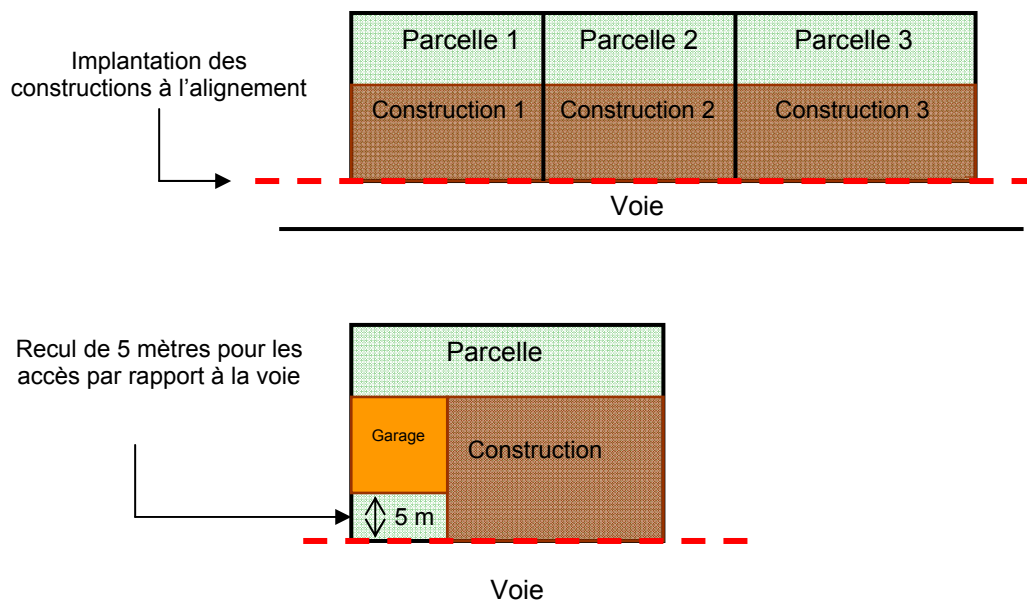 Parcelle 1
Parcelle 2
Parcelle 3
Implantation des
constructions à l'alignement
Construction 1
Construction 2
Construction 3
Voie
Recul de 5 mètres pour les
accès par rapport à la voie
Parcelle
Garage
Construction
5 m
Voie